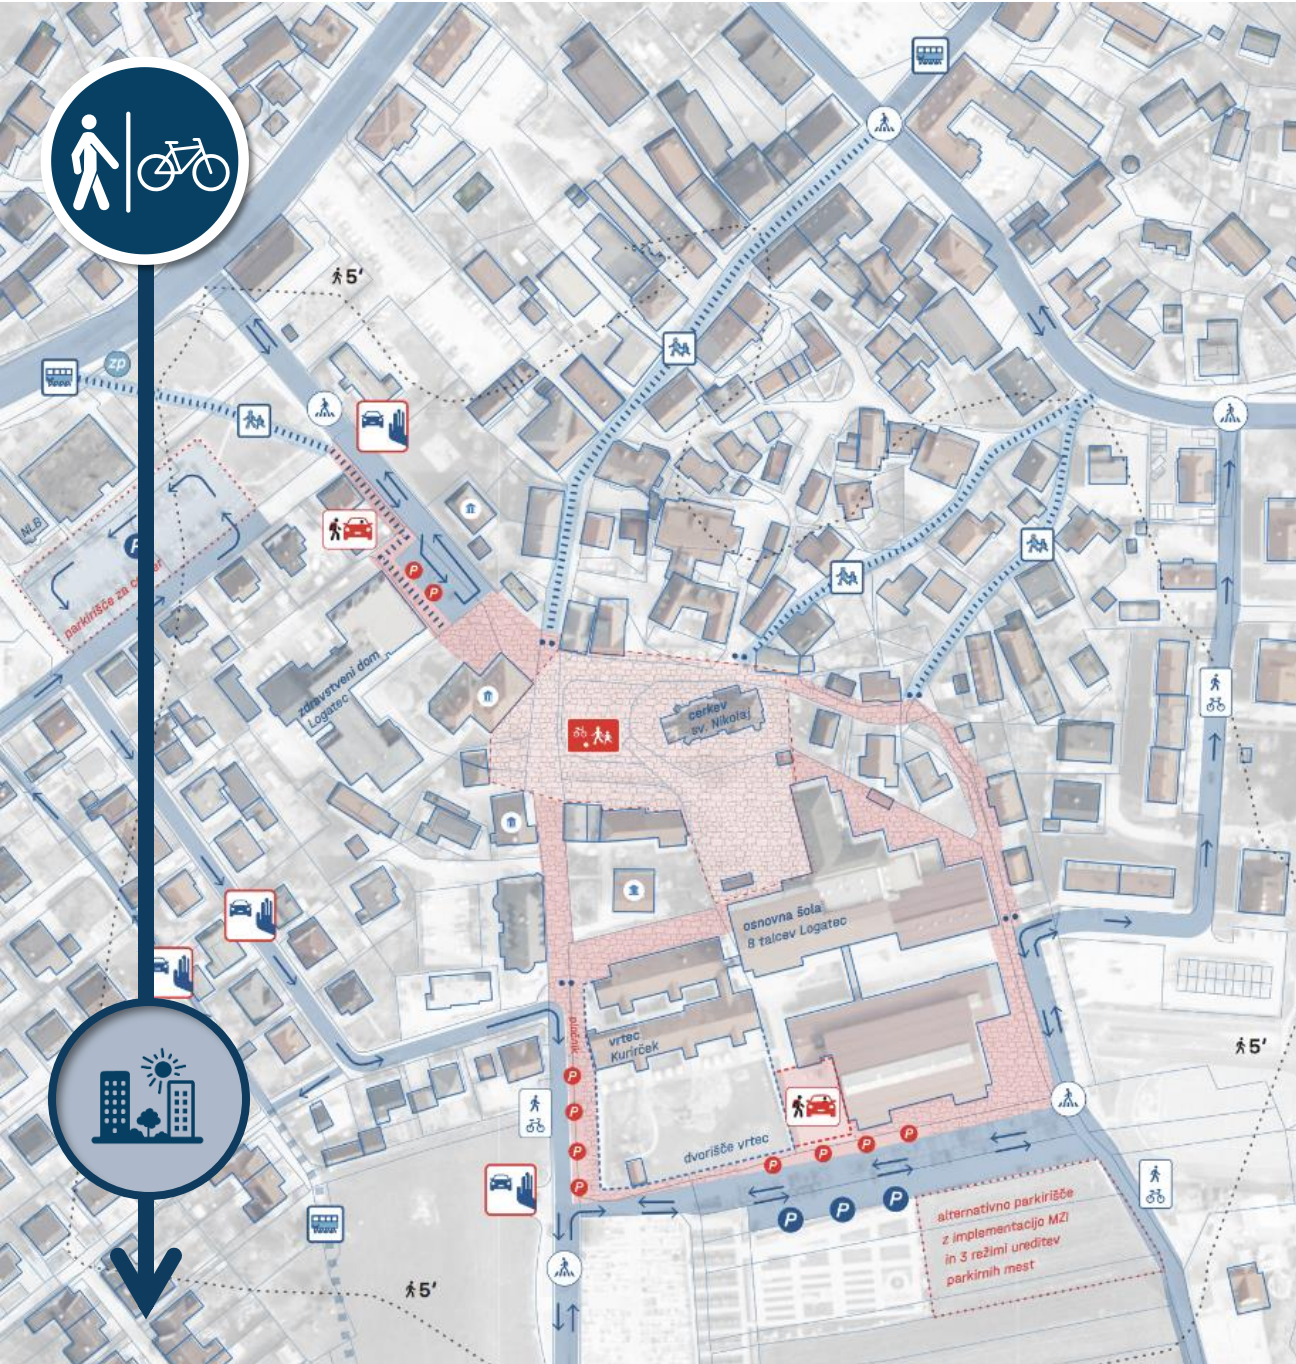 5'
zp
NLB
P
parkirišče za center
P
P
zdravstveni dom
Logatec
cerkev
sv. Nikolaj
osnovna šola
8 talcev Logatec
pločnik
vrtec
Kurirček
5'
P
P
P
P
dvorišče vrtec
P
P
P
P
P
P
P
alternativno parkirišče
z implementacijo MZI
in 3 režimi ureditev
parkirnih mest
5'